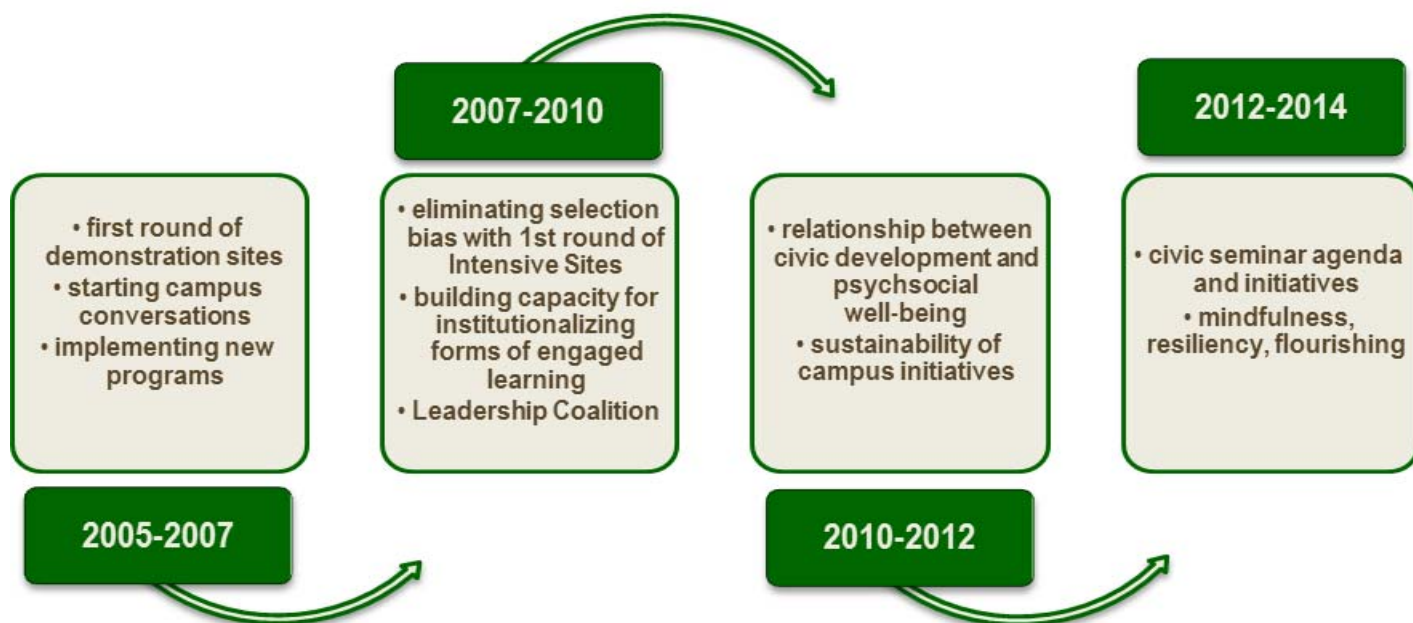 2005-2007
• first round of
demonstration sites
• starting campus
conversations
• implementing new
programs
2007-2010
• eliminating selection
bias with 1st round of
Intensive Sites
• building capacity for
institutionalizing
forms of engaged
learning
• Leadership Coalition
2010-2012
• relationship between
civic development and
psychsocial
well-being
• sustainability of
campus initiatives
2012-2014
• civic seminar agenda
and initiatives
• mindfulness,
resiliency, flourishing